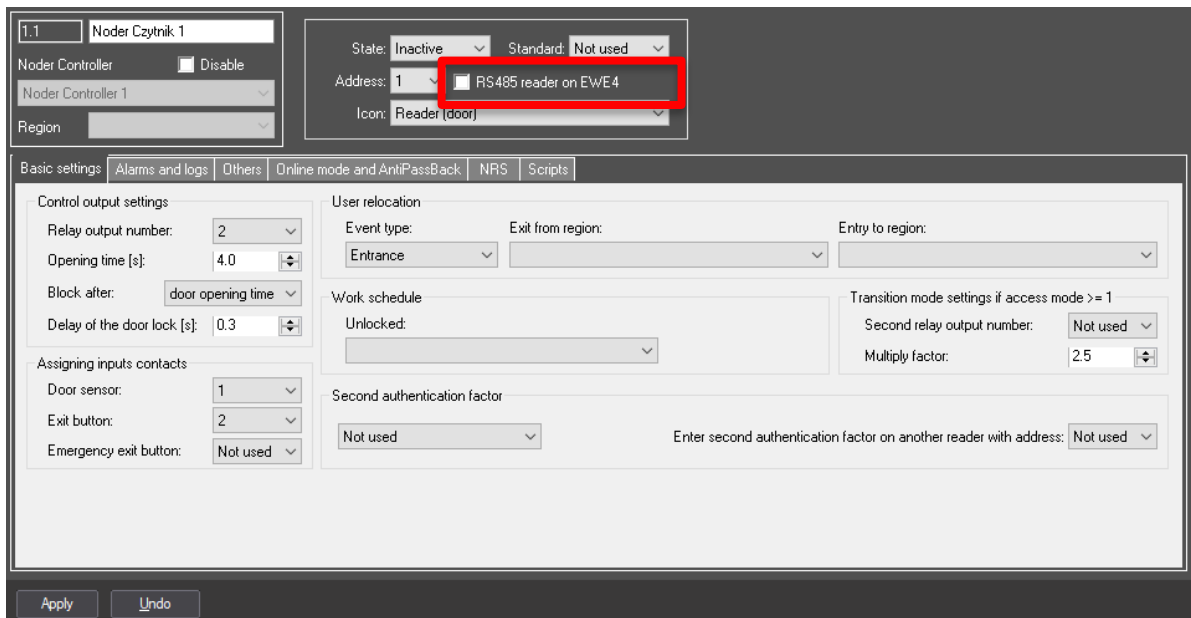 1.1 Noder Czytnik 1
Noder Controller Disable
Noder Controller 1
Region
State: Inactive Standard: Not used
Address: 1 RS485 reader on EWE4
Icon: Reader (door)
Basic settings Alarms and logs Others Online mode and AntiPassBack NRS Scripts
Control output settings
Relay output number: 2
Opening time [s]: 4.0
Block after: door opening time
Delay of the door lock [s]: 0.3
Assigning inputs contacts
Door sensor: 1
Exit button: 2
Emergency exit button: Not used
User relocation
Event type: Exit from region: Entry to region:
Entrance
Work schedule
Unlocked:
Transition mode settings if access mode >= 1
Second relay output number: Not used
Multiply factor: 2.5
Second authentication factor
Not used Enter second authentication factor on another reader with address: Not used
Apply Undo